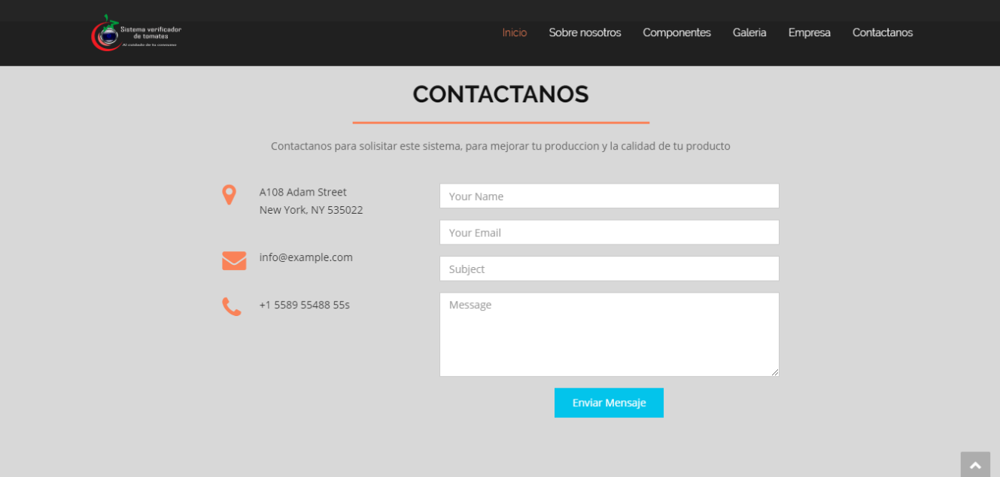 Sistema verificador
de tomates
Al cuidado de tu consumo
Inicio
Sobre nosotros
Componentes
Galeria
Empresa
Contactanos
CONTACTANOS
Contactanos para solisitar este sistema, para mejorar tu produccion y la calidad de tu producto
A108 Adam Street
New York, NY 535022
info@example.com
+1 5589 55488 55s
Your Name
Your Email
Subject
Message
Enviar Mensaje